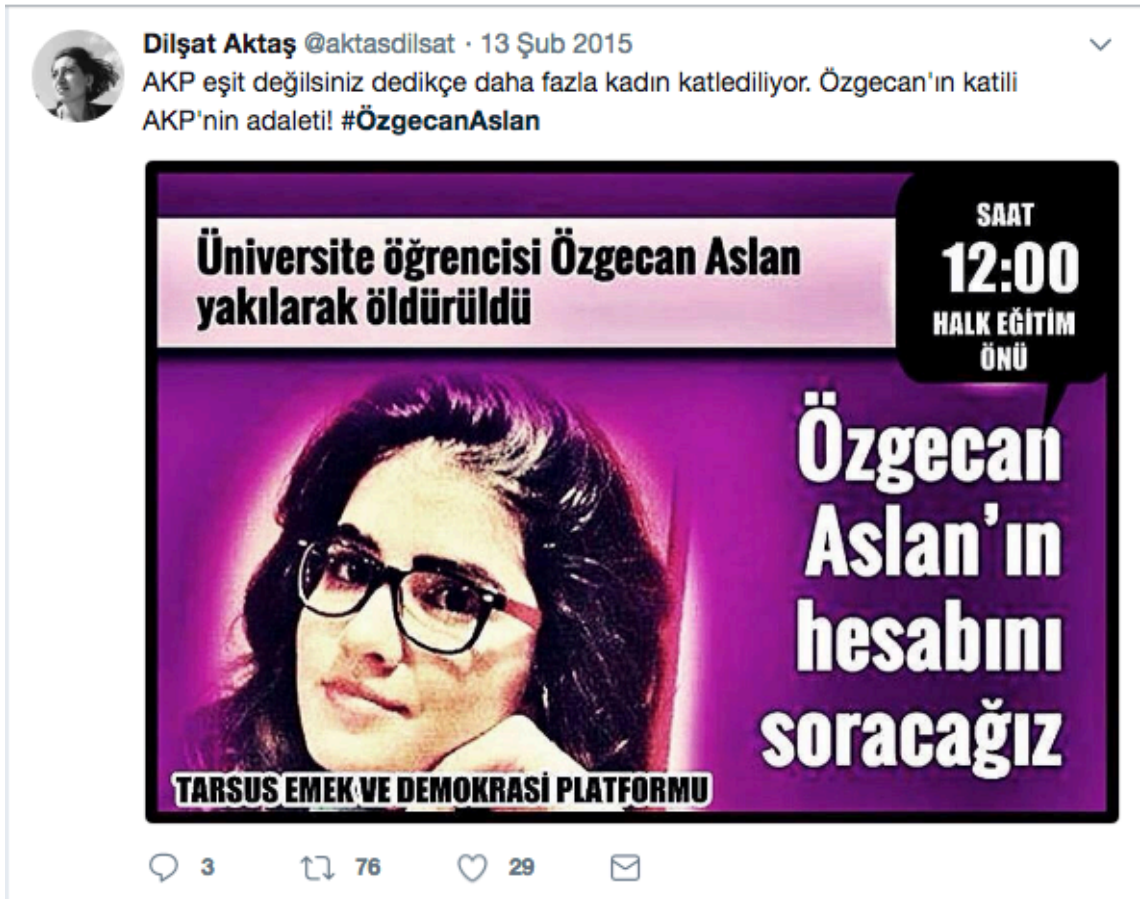 Dilşat Aktaş @aktasdilsat · 13 Şub 2015
AKP eşit değilsiniz dedikçe daha fazla kadın katlediliyor. Özgecan'ın katili
AKP'nin adaleti! #ÖzgecanAslan
Üniversite öğrencisi Özgecan Aslan
yakılarak öldürüldü
SAAT
12:00
HALK EĞİTİM
ÖNÜ
Özgecan
Aslan'ın
hesabını
soracağız
TARSUS EMEK VE DEMOKRASİ PLATFORMU
3 76 29